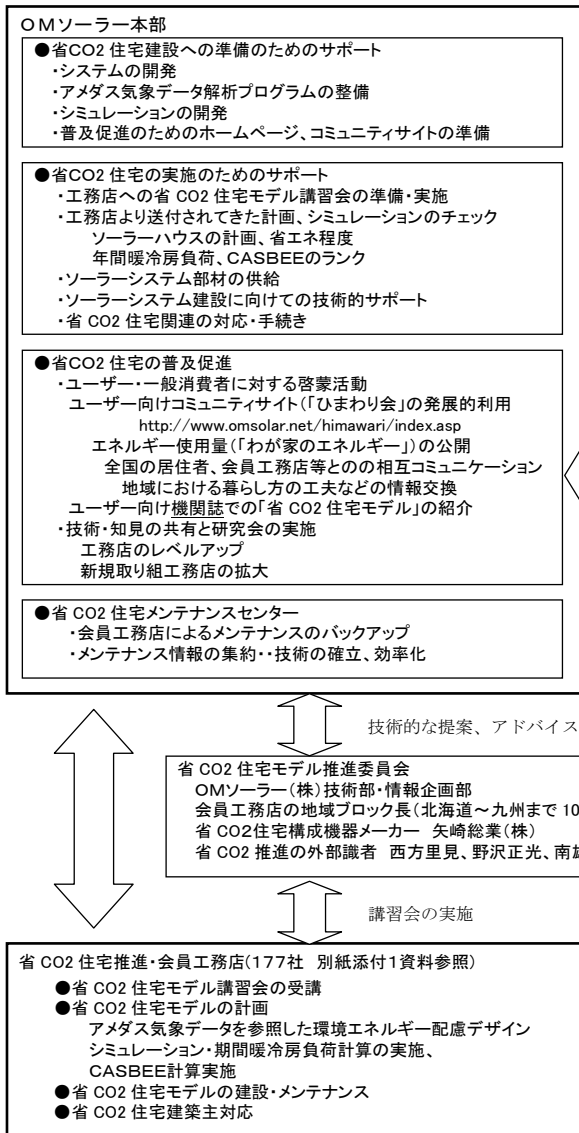 OMソーラー本部
●省CO2 住宅建設への準備のためのサポート
・システムの開発
・アメダス気象データ解析プログラムの整備
・シミュレーションの開発
・普及促進のためのホームページ、コミュニティサイトの準備
●省CO2 住宅の実施のためのサポート
・工務店への省 CO2 住宅モデル講習会の準備・実施
・工務店より送付されてきた計画、シミュレーションのチェック
ソーラーハウスの計画、省エネ程度
年間暖冷房負荷、CASBEEのランク
・ソーラーシステム部材の供給
・ソーラーシステム建設に向けての技術的サポート
・省 CO2 住宅関連の対応・手続き
●省CO2 住宅の普及促進
・ユーザー・一般消費者に対する啓蒙活動
ユーザー向けコミュニティサイト(「ひまわり会」の発展的利用
http://www.omsolar.net/himawari/index.asp
エネルギー使用量(「わが家のエネルギー」)の公開
全国の居住者、会員工務店等とのの相互コミュニケーション
地域における暮らし方の工夫などの情報交換
ユーザー向け機関誌での「省 CO2 住宅モデル」の紹介
・技術・知見の共有と研究会の実施
工務店のレベルアップ
新規取り組工務店の拡大
●省 CO2 住宅メンテナンスセンター
・会員工務店によるメンテナンスのバックアップ
・メンテナンス情報の集約・・技術の確立、効率化
技術的な提案、アドバイス
省 CO2 住宅モデル推進委員会
OMソーラー(株)技術部・情報企画部
会員工務店の地域ブロック長(北海道～九州まで 10
省 CO2住宅構成機器メーカー 矢崎総業(株)
省 CO2 推進の外部識者 西方里見、野沢正光、南
講習会の実施
省 CO2 住宅推進・会員工務店(177社 別紙添付1資料参照)
●省 CO2 住宅モデル講習会の受講
●省 CO2 住宅モデルの計画
アメダス気象データを参照した環境エネルギー配慮デザイン
シミュレーション・期間暖冷房負荷計算の実施、
CASBEE計算実施
●省 CO2 住宅モデルの建設・メンテナンス
●省 CO2 住宅建築主対応